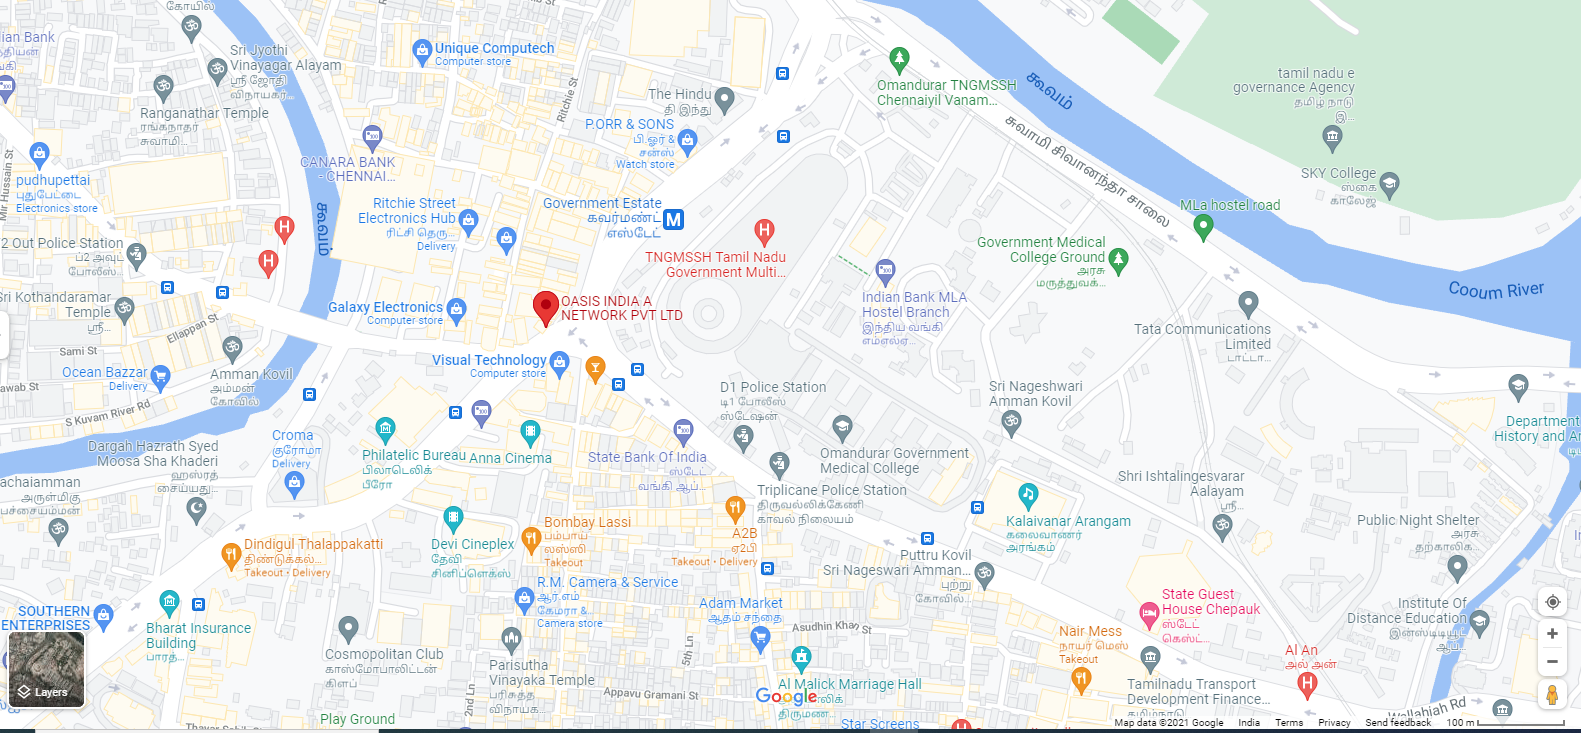 கோயில்
Indian Bank
Sri Jyothi
Vinayagar Alayam
ஸ்ரீ ஜோதி
விநாயகர்...
Unique Computech
Computer store
Ritchie St
The Hindu
தி இந்து
Omandurar TNGMSSH
Chennaiyil Vanam...
கூவம்
tamil nadu e
governance Agency
தமிழ் நாடு
இ...
Ranganathar Temple
ரங்கநாதர்
சுவாமி...
P.ORR & SONS
பி.ஓர் &
சன்ஸ்
Watch store
CANARA BANK
- CHENNAI...
சுவாமி சிவானந்தா சாலை
Mir Hussain St
pudhupettai
புதுபேட்டை
Electronics store
SKY College
ஸ்கை
காலேஜ்
Ritchie Street
Electronics Hub
ரிட்சி தெரு...
Delivery
Government Estate
கவர்மண்ட்
எஸ்டேட்
M
MLa hostel road
கூவம்
H
H
H
2 Out Police Station
ப்2 அவுட்
போலீஸ்
TNGMSSH Tamil Nadu
Government Multi...
Government Medical
College Ground
அரசு
மருத்துவக்...
Cooum River
Sri Kothandaramar
Temple
ஸ்ரீ...
Galaxy Electronics
Computer store
OASIS INDIA A
NETWORK PVT LTD
Indian Bank MLA
Hostel Branch
இந்திய வங்கி
எம்எல்ஏ...
Tata Communications
Limited
டாட்டா...
Ellappan St
Sami St
Visual Technology
Computer store
Ocean Bazzar
Delivery
Amman Kovil
அம்மன்
கோவில்
awab St
S Kuvam River Rd
D1 Police Station
டி1 போலீஸ்
ஸ்டேஷன்
Sri Nageshwari
Amman Kovil
Department
History and Ar
Dargah Hazrath Syed
Moosa Sha Khaderi
ஹஸ்ரத்
சையது...
Croma
குரோமா
Delivery
Philatelic Bureau
பிலாடெலிக்
பீரோ
Anna Cinema
State Bank Of India
ஸ்டேட்
வங்கி ஆப்...
Omandurar Government
Medical College
Shri Ishtalingesvarar
Aalayam
ஸ்ரீ...
achaiamman
அருள்மிகு
பச்சையம்மன்
Triplicane Police Station
திருவல்லிக்கேணி
காவல் நிலையம்
Kalaivanar Arangam
கலைவாணர்
அரங்கம்
Public Night Shelter
அரசு
தற்காலிக...
Dindigul Thalappakatti
திண்டுக்கல்...
Takeout • Delivery
Devi Cineplex
தேவி
சினிப்ளெக்ஸ்
Bombay Lassi
பம்பாய்
லஸ்ஸி
Takeout
A2B
ஏ2பி
Takeout • Delivery
Puttru Kovil
Sri Nageswari Amman...
புற்று
கோவில்...
R.M. Camera & Service
ஆர்.எம்
கேமரா &...
Camera store
Adam Market
ஆதம் சந்தை
State Guest
House Chepauk
ஸ்டேட்
கெஸ்ட்...
Institute Of
Distance Education
இன்ஸ்டிடியூட்...
SOUTHERN
ENTERPRISES
Bharat Insurance
Building
பாரத்...
Asudhin Khan St
Nair Mess
நாயர் மெஸ்
Takeout
Cosmopolitan Club
காஸ்மோபாலிட்டன்
கிளப்
Parisutha
Vinayaka Temple
பரிசுத்த
விநாயக...
5th Ln
2nd Ln
Appavu Gramani St
Al Malick Marriage Hall
திருமண...
Al An
அல் அன்
H
Tamilnadu Transport
Development Finance...
தமிழ்நாடு
Layers
Google
Wallahjah Rd
Play Ground
Star Screens
Map data ©2021 Google India Terms Privacy Send feedback 100 m